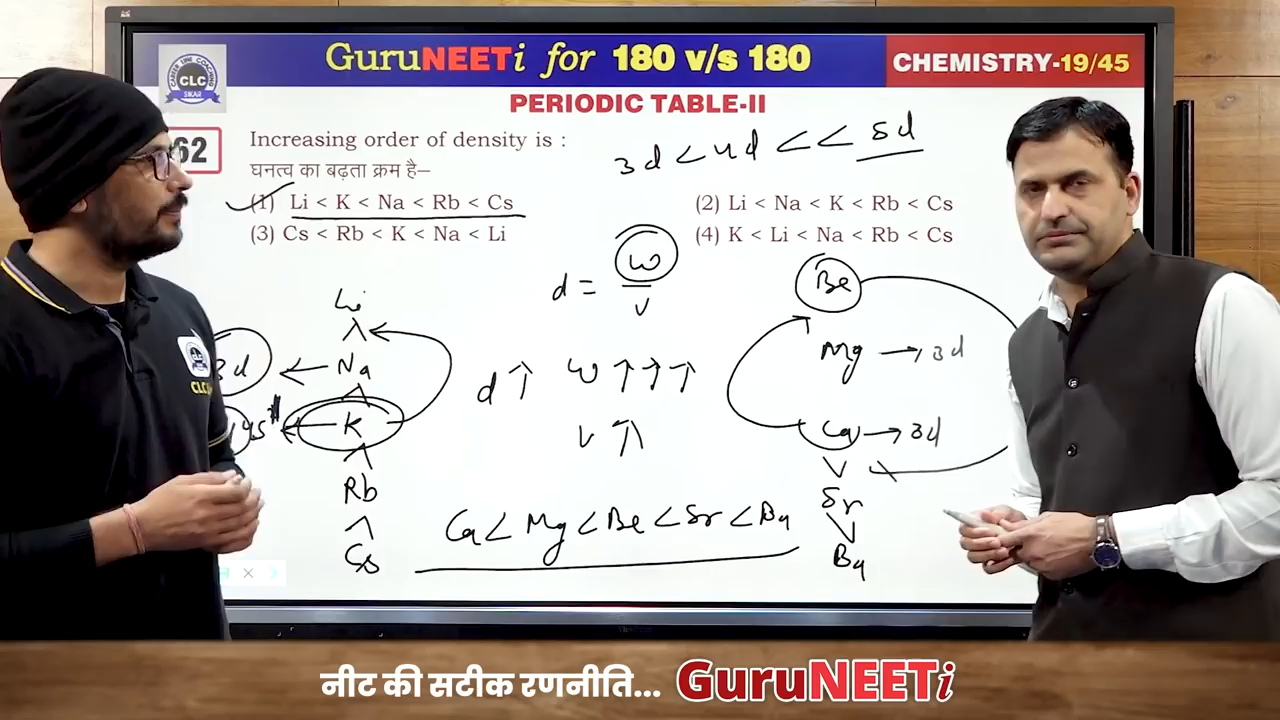 GuruNEETi for 180 v/s 180
CHEMISTRY-19/45
CLC
SIKAR
PERIODIC TABLE-II
62
Increasing order of density is :
घनत्व का बढ़ता क्रम है–
3d < 4d << 5d
(1) Li < K < Na < Rb < Cs
(2) Li < Na < K < Rb < Cs
(3) Cs < Rb < K < Na < Li
(4) K < Li < Na < Rb < Cs
d = w
v
Li
Be
Na
3d
Mg → 3d
d ↑ w ↑↑↑
v ↑↑
K
Ca → 3d
Rb
Sr
Ca < Mg < Be < Sr < Ba
Cs
Ba
नीट की सटीक रणनीति...
GuruNEETi